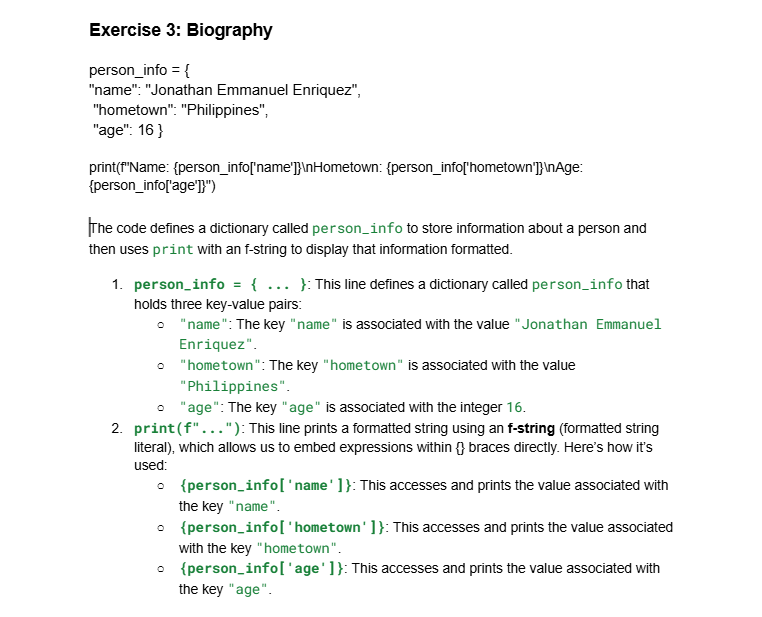 Exercise 3: Biography
person_info = {
"name": "Jonathan Emmanuel Enriquez",
"hometown": "Philippines",
"age": 16 }
print(f"Name: {person_info['name']}\nHometown: {person_info['hometown']}\nAge:
{person_info['age']}")
The code defines a dictionary called person_info to store information about a person and
then uses print with an f-string to display that information formatted.
1. person_info = { ... }: This line defines a dictionary called person_info that
holds three key-value pairs:
○ "name": The key "name" is associated with the value "Jonathan Emmanuel
Enriquez".
○ "hometown": The key "hometown" is associated with the value
"Philippines".
○ "age": The key "age" is associated with the integer 16.
2. print(f"..."): This line prints a formatted string using an f-string (formatted string
literal), which allows us to embed expressions within {} braces directly. Here's how it's
used:
○ {person_info['name']}: This accesses and prints the value associated with
the key "name".
○ {person_info['hometown']}: This accesses and prints the value associated
with the key "hometown".
○ {person_info['age']}: This accesses and prints the value associated with
the key "age".